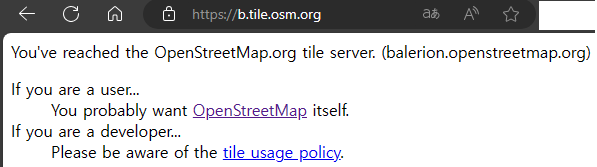 https://b.tile.osm.org
aあ
You've reached the OpenStreetMap.org tile server. (balerion.openstreetmap.org)
If you are a user...
You probably want OpenStreetMap itself.
If you are a developer...
Please be aware of the tile usage policy.